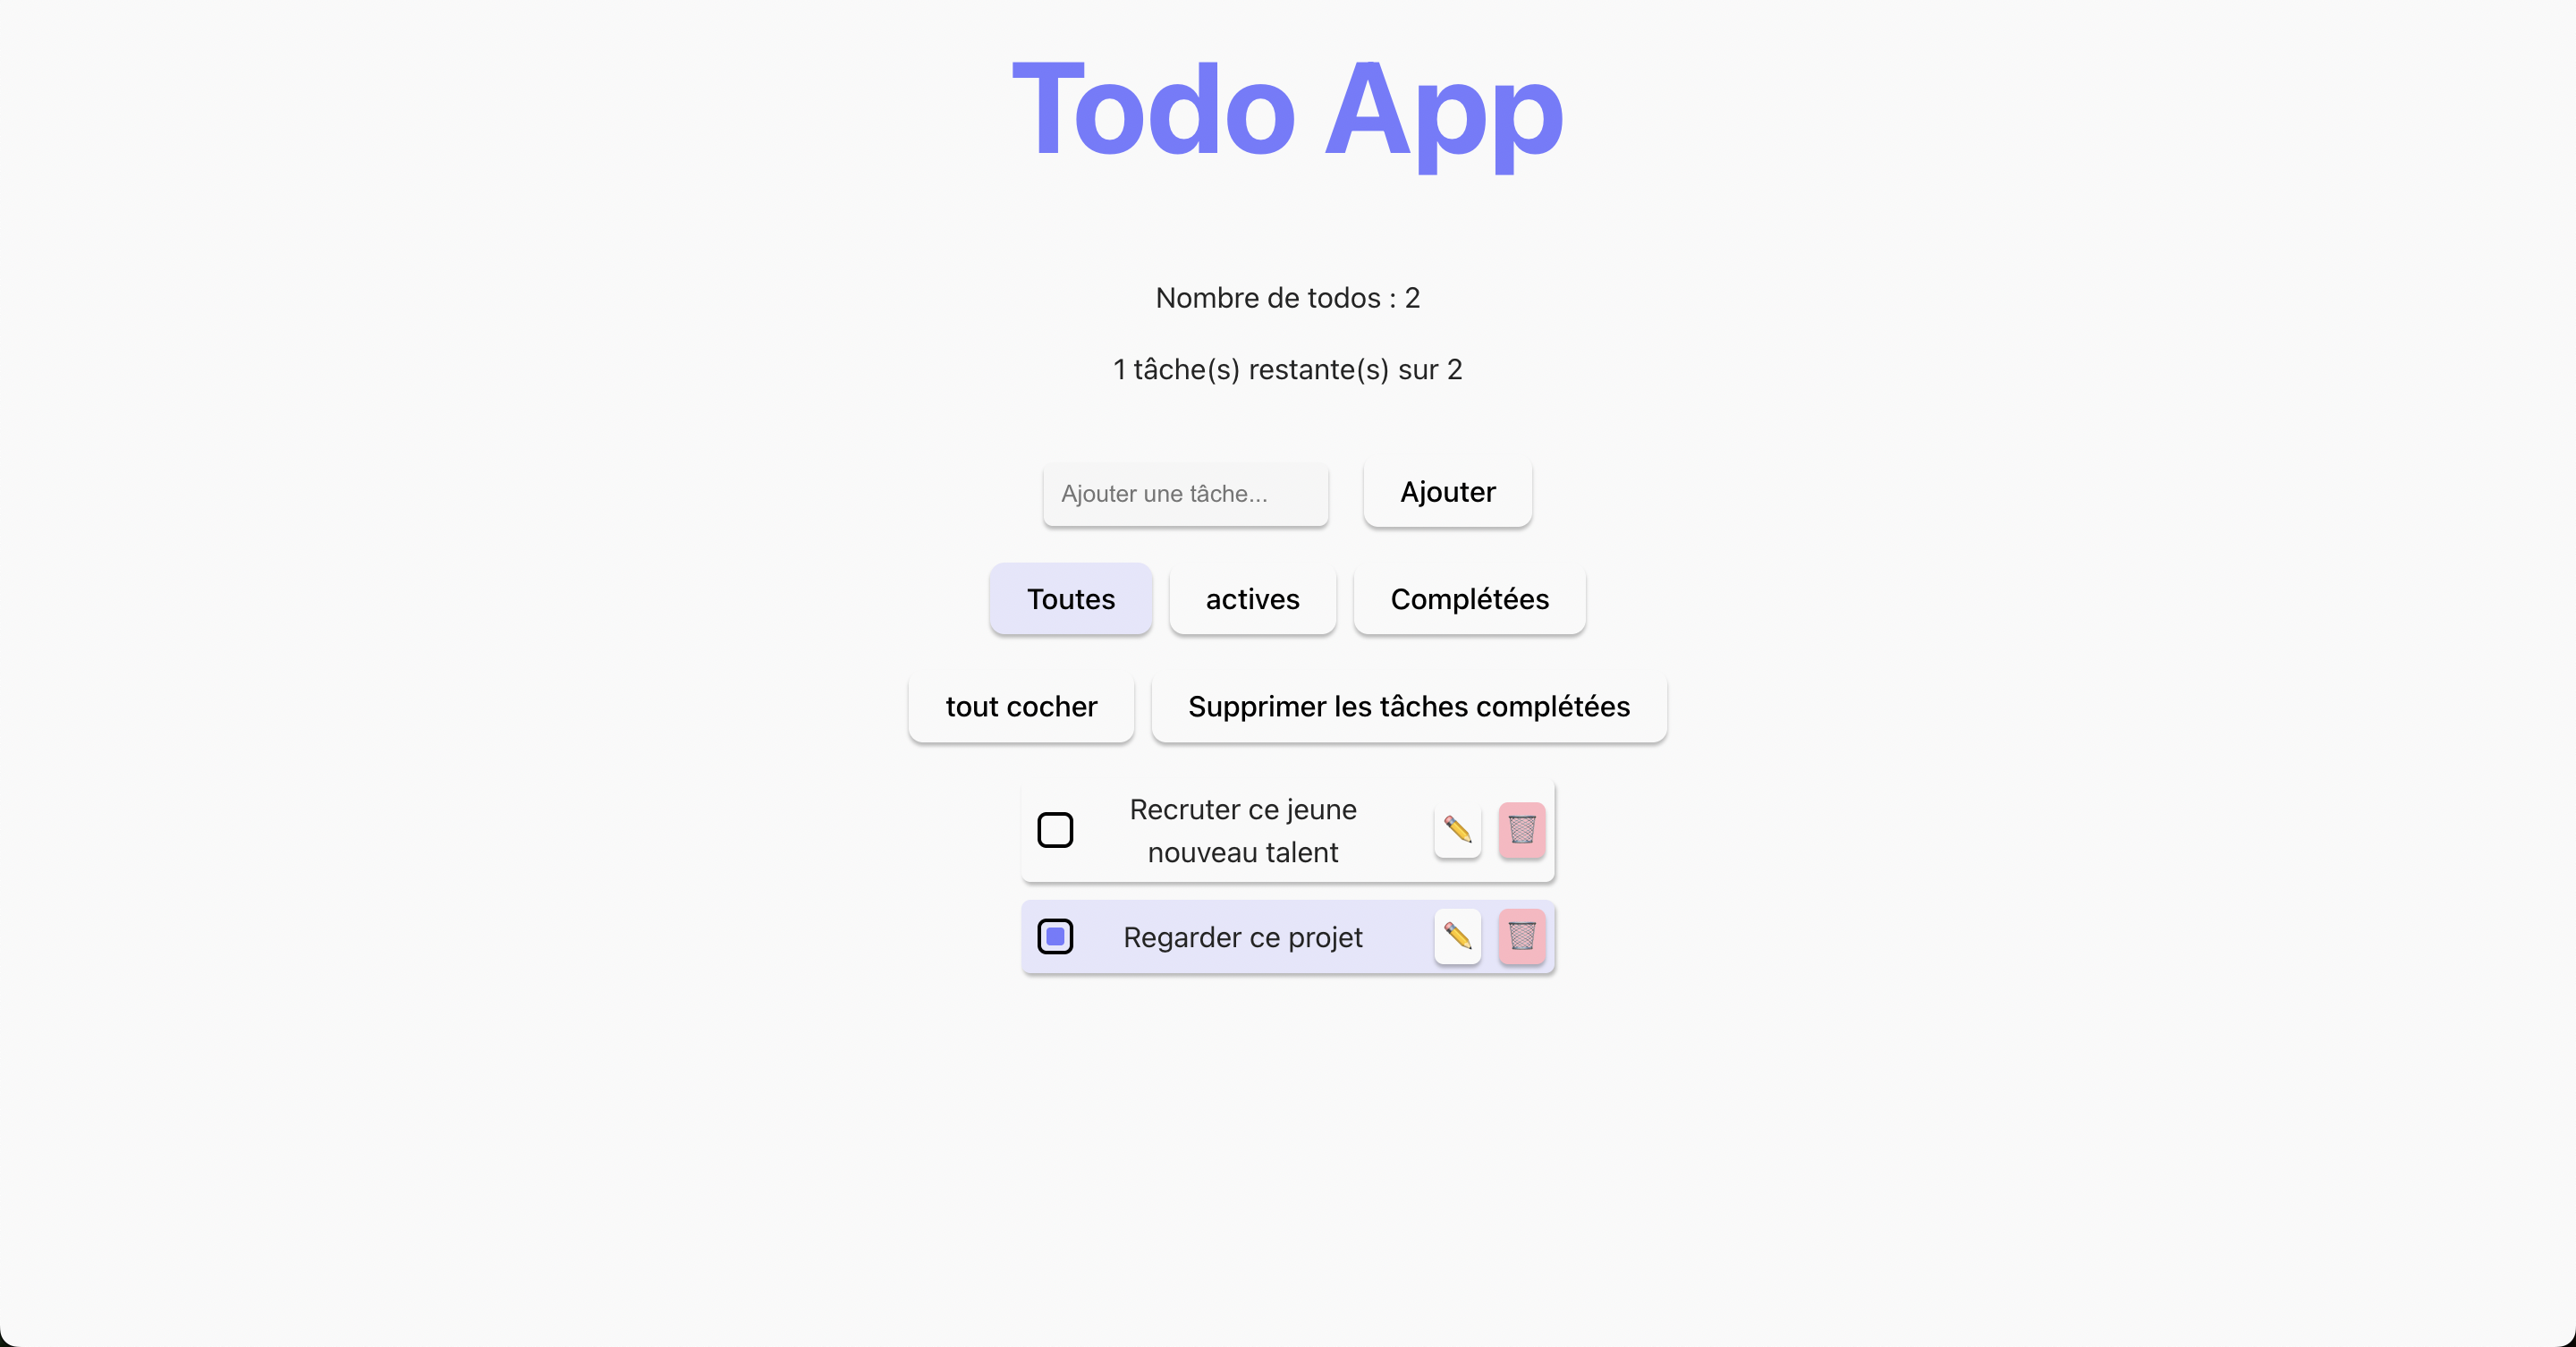 Todo App
Nombre de todos : 2
1 tâche(s) restante(s) sur 2
Ajouter une tâche...
Ajouter
Toutes
actives
Complétées
tout cocher
Supprimer les tâches complétées
Recruter ce jeune
nouveau talent
Regarder ce projet